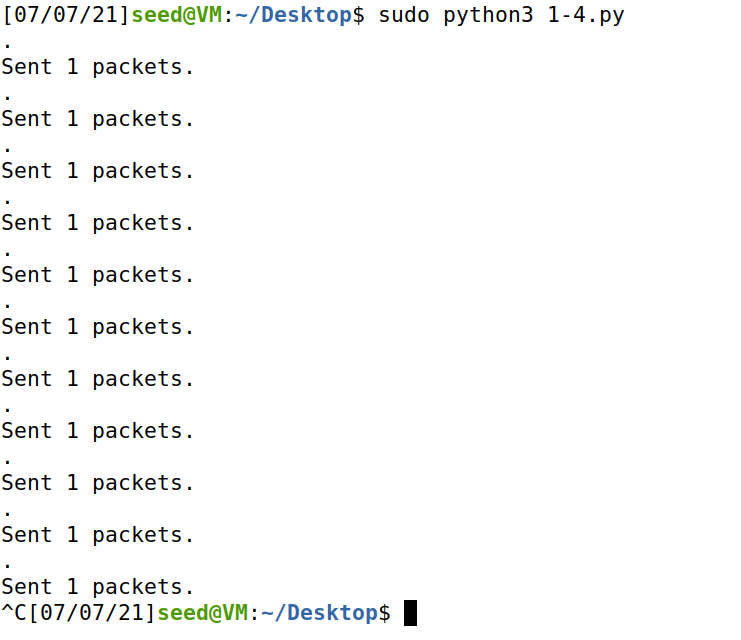 [07/07/21]seed@VM:~/Desktop$ sudo python3 1-4.py
.
Sent 1 packets.
.
Sent 1 packets.
.
Sent 1 packets.
.
Sent 1 packets.
.
Sent 1 packets.
.
Sent 1 packets.
.
Sent 1 packets.
.
Sent 1 packets.
.
Sent 1 packets.
.
Sent 1 packets.
.
Sent 1 packets.
^C[07/07/21]seed@VM:~/Desktop$